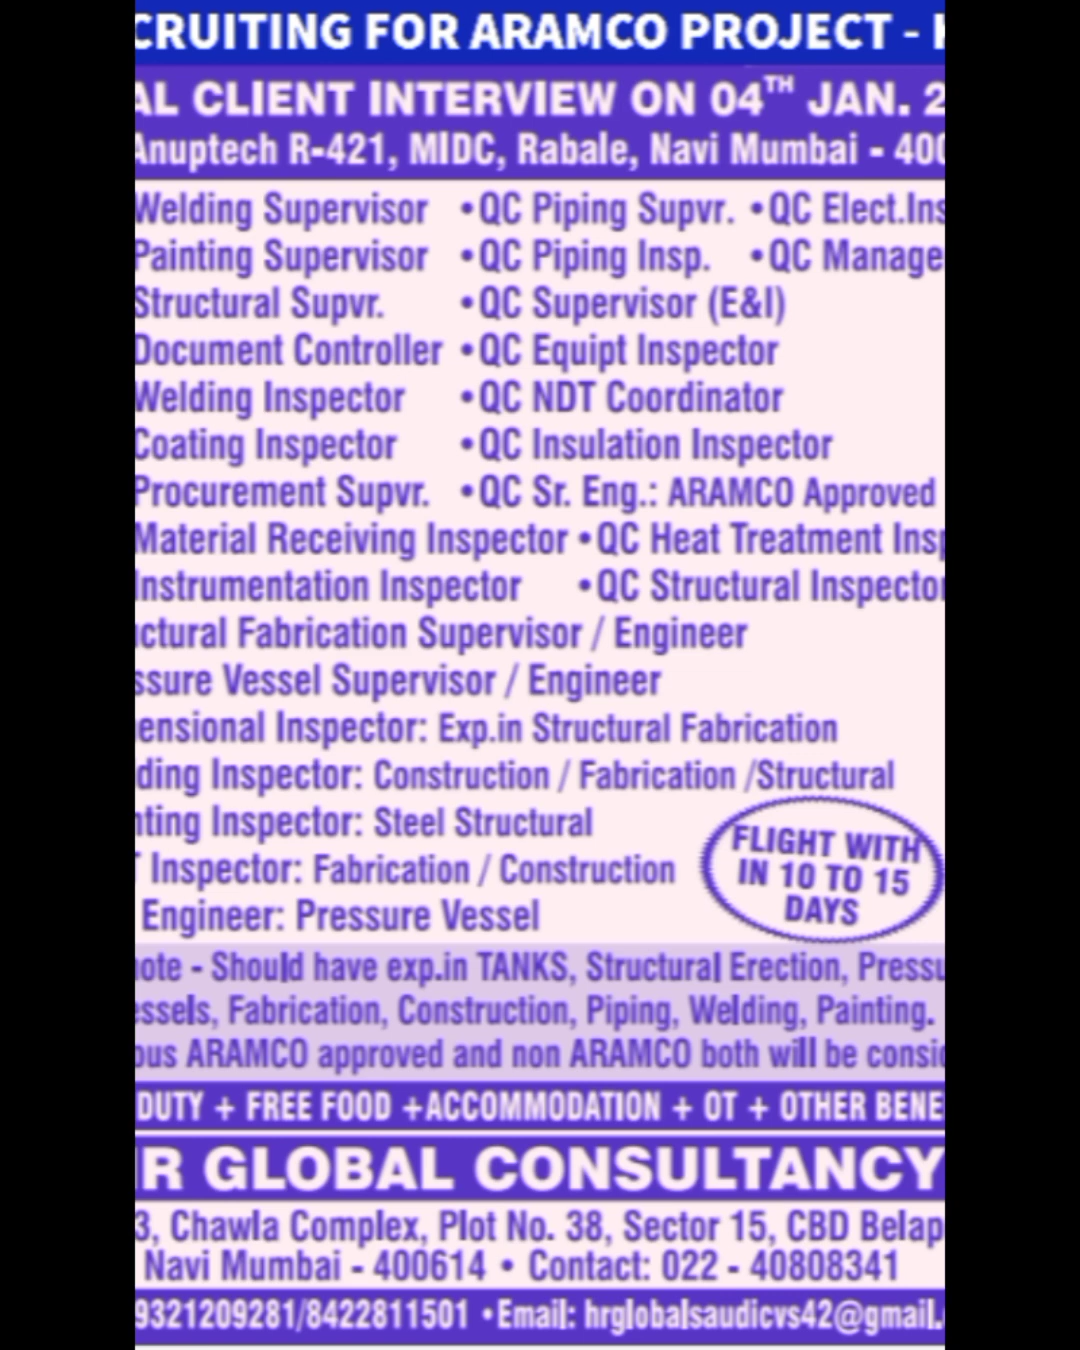 CRUITING FOR ARAMCO PROJECT -
AL CLIENT INTERVIEW ON 04TH JAN. 2
Anuptech R-421, MIDC, Rabale, Navi Mumbai - 400
Welding Supervisor •QC Piping Supvr. •QC Elect.Ins
Painting Supervisor •QC Piping Insp. •QC Manage
Structural Supvr. •QC Supervisor (E&I)
Document Controller •QC Equipt Inspector
Welding Inspector •QC NDT Coordinator
Coating Inspector •QC Insulation Inspector
Procurement Supvr. •QC Sr. Eng.: ARAMCO Approved
Material Receiving Inspector •QC Heat Treatment Insp
Instrumentation Inspector •QC Structural Inspector
uctural Fabrication Supervisor / Engineer
ssure Vessel Supervisor / Engineer
ensional Inspector: Exp.in Structural Fabrication
ding Inspector: Construction / Fabrication /Structural
nting Inspector: Steel Structural
Inspector: Fabrication / Construction
Engineer: Pressure Vessel
FLIGHT WITH
IN 10 TO 15
DAYS
ote - Should have exp.in TANKS, Structural Erection, Pressu
essels, Fabrication, Construction, Piping, Welding, Painting.
ous ARAMCO approved and non ARAMCO both will be consid
DUTY + FREE FOOD +ACCOMMODATION + OT + OTHER BENE
R GLOBAL CONSULTANCY
3, Chawla Complex, Plot No. 38, Sector 15, CBD Belap
Navi Mumbai - 400614 • Contact: 022 - 40808341
9321209281/8422811501 •Email: hrglobalsaudicvs42@gmail.